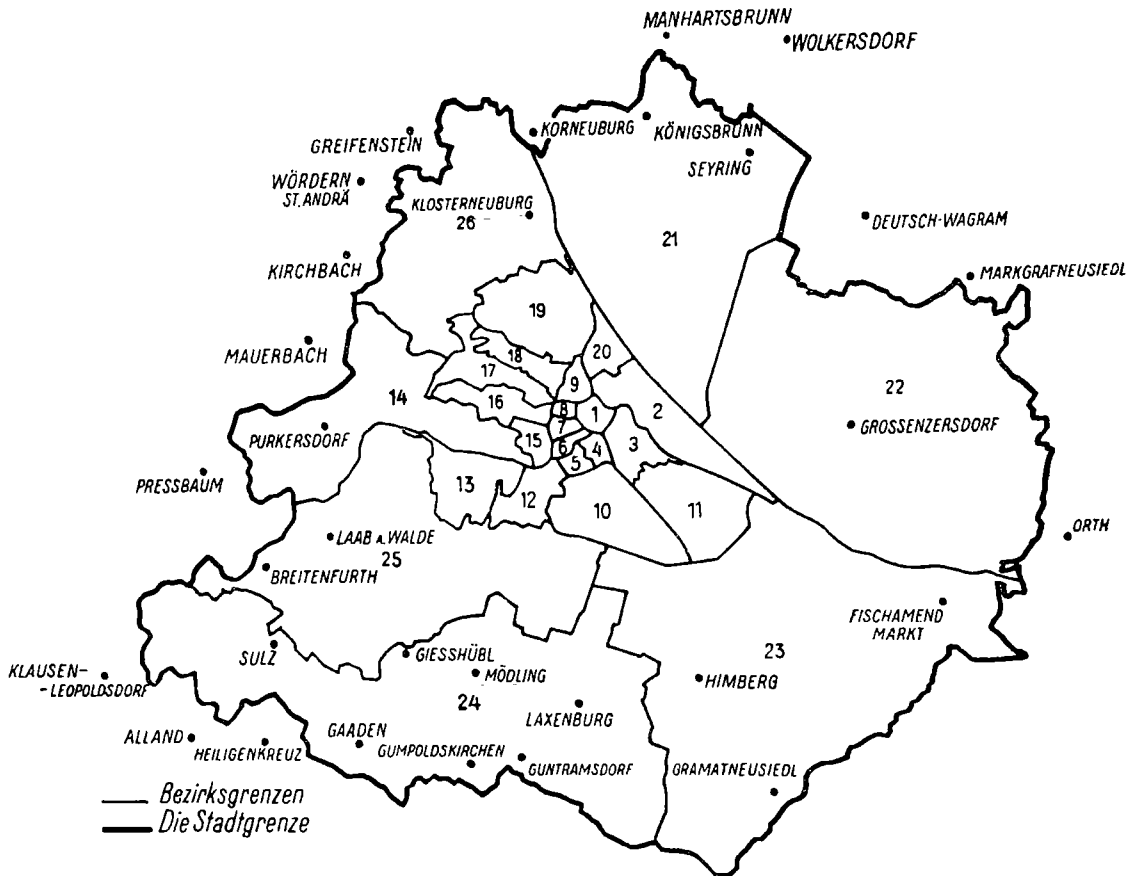 MANHARTSBRUNN
WOLKERSDORF
KORNEUBURG
KÖNIGSBRUNN
GREIFENSTEIN
SEYRING
WÖRDERN
ST. ANDRÄ
KLOSTERNEUBURG
26
DEUTSCH-WAGRAM
21
KIRCHBACH
MARKGRAFNEUSIEDL
19
MAUERBACH
18
20
17
9
22
14
16
8
1
2
PURKERSDORF
7
GROSSENZERSDORF
15
6
4
3
5
PRESSBAUM
13
12
10
11
ORTH
LAAB a. WALDE
25
BREITENFURTH
FISCHAMEND
MARKT
SULZ
GIESSHÜBL
23
KLAUSEN-
-LEOPOLDSDORF
MÖDLING
HIMBERG
24
LAXENBURG
ALLAND
HEILIGENKREUZ
GAADEN
GUMPOLDSKIRCHEN
GUNTRAMSDORF
GRAMATNEUSIEDL
Bezirksgrenzen
Die Stadtgrenze